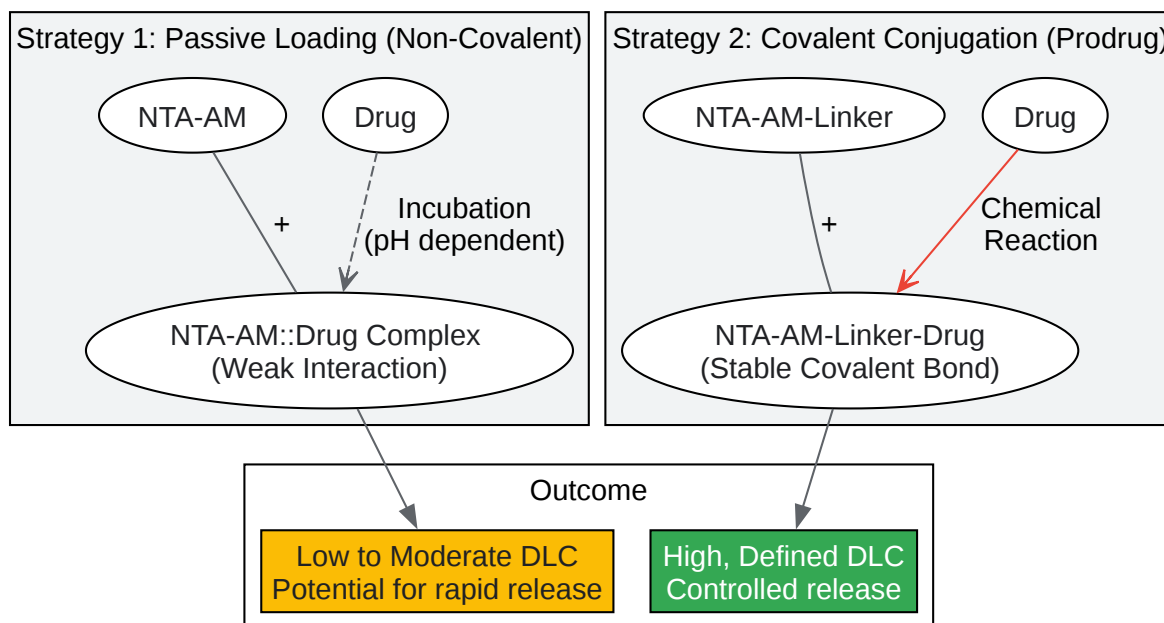 Strategy 1: Passive Loading (Non-Covalent)
NTA-AM
Drug
+
Incubation
(pH dependent)
NTA-AM::Drug Complex
(Weak Interaction)
Strategy 2: Covalent Conjugation (Prodrug)
NTA-AM-Linker
Drug
+
Chemical
Reaction
NTA-AM-Linker-Drug
(Stable Covalent Bond)
Outcome
Low to Moderate DLC
Potential for rapid release
High, Defined DLC
Controlled release